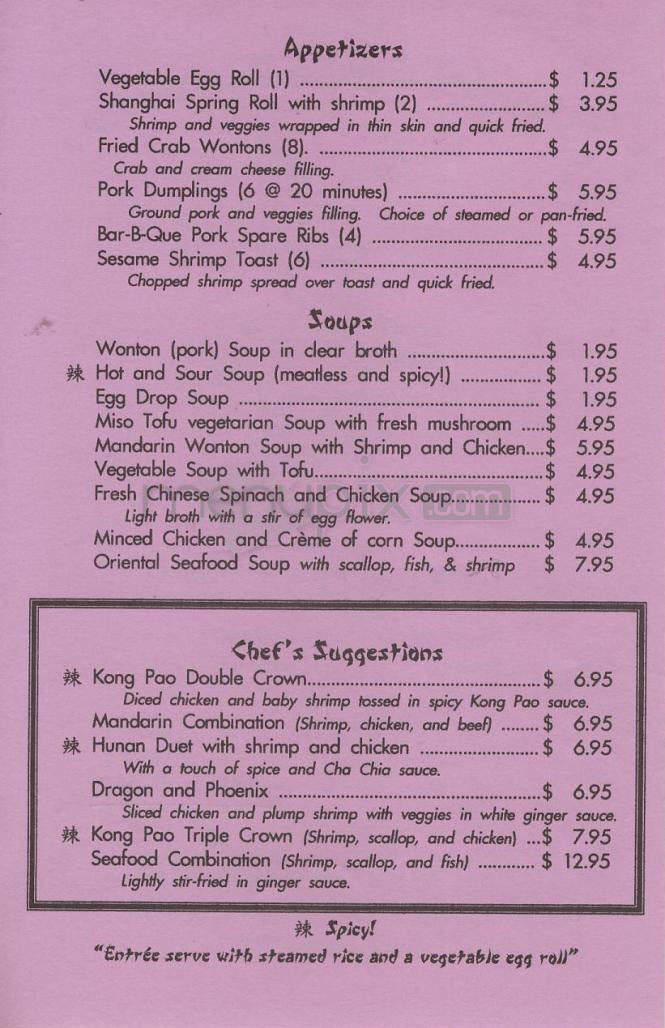 Appetizers
Vegetable Egg Roll (1) ................................................ $ 1.25
Shanghai Spring Roll with shrimp (2) ....................... $ 3.95
Shrimp and veggies wrapped in thin skin and quick fried.
Fried Crab Wontons (8). ............................................ $ 4.95
Crab and cream cheese filling.
Pork Dumplings (6 @ 20 minutes) ............................ $ 5.95
Ground pork and veggies filling. Choice of steamed or pan-fried.
Bar-B-Que Pork Spare Ribs (4) ................................. $ 5.95
Sesame Shrimp Toast (6) ........................................... $ 4.95
Chopped shrimp spread over toast and quick fried.
Soups
Wonton (pork) Soup in clear broth ........................... $ 1.95
辣 Hot and Sour Soup (meatless and spicy!) ................ $ 1.95
Egg Drop Soup .......................................................... $ 1.95
Miso Tofu vegetarian Soup with fresh mushroom ..... $ 4.95
Mandarin Wonton Soup with Shrimp and Chicken.... $ 5.95
Vegetable Soup with Tofu............................................ $ 4.95
Fresh Chinese Spinach and Chicken Soup................. $ 4.95
menupix.com
Light broth with a stir of egg flower.
Minced Chicken and Crème of corn Soup................. $ 4.95
Oriental Seafood Soup with scallop, fish, & shrimp $ 7.95
Chef's Suggestions
辣 Kong Pao Double Crown............................................. $ 6.95
Diced chicken and baby shrimp tossed in spicy Kong Pao sauce.
Mandarin Combination (Shrimp, chicken, and beef) ........ $ 6.95
辣 Hunan Duet with shrimp and chicken ....................... $ 6.95
With a touch of spice and Cha Chia sauce.
Dragon and Phoenix ................................................... $ 6.95
Sliced chicken and plump shrimp with veggies in white ginger sauce.
辣 Kong Pao Triple Crown (Shrimp, scallop, and chicken) ... $ 7.95
Seafood Combination (Shrimp, scallop, and fish) ............ $ 12.95
Lightly stir-fried in ginger sauce.
辣 Spicy!
"Entrée serve with steamed rice and a vegetable egg roll"